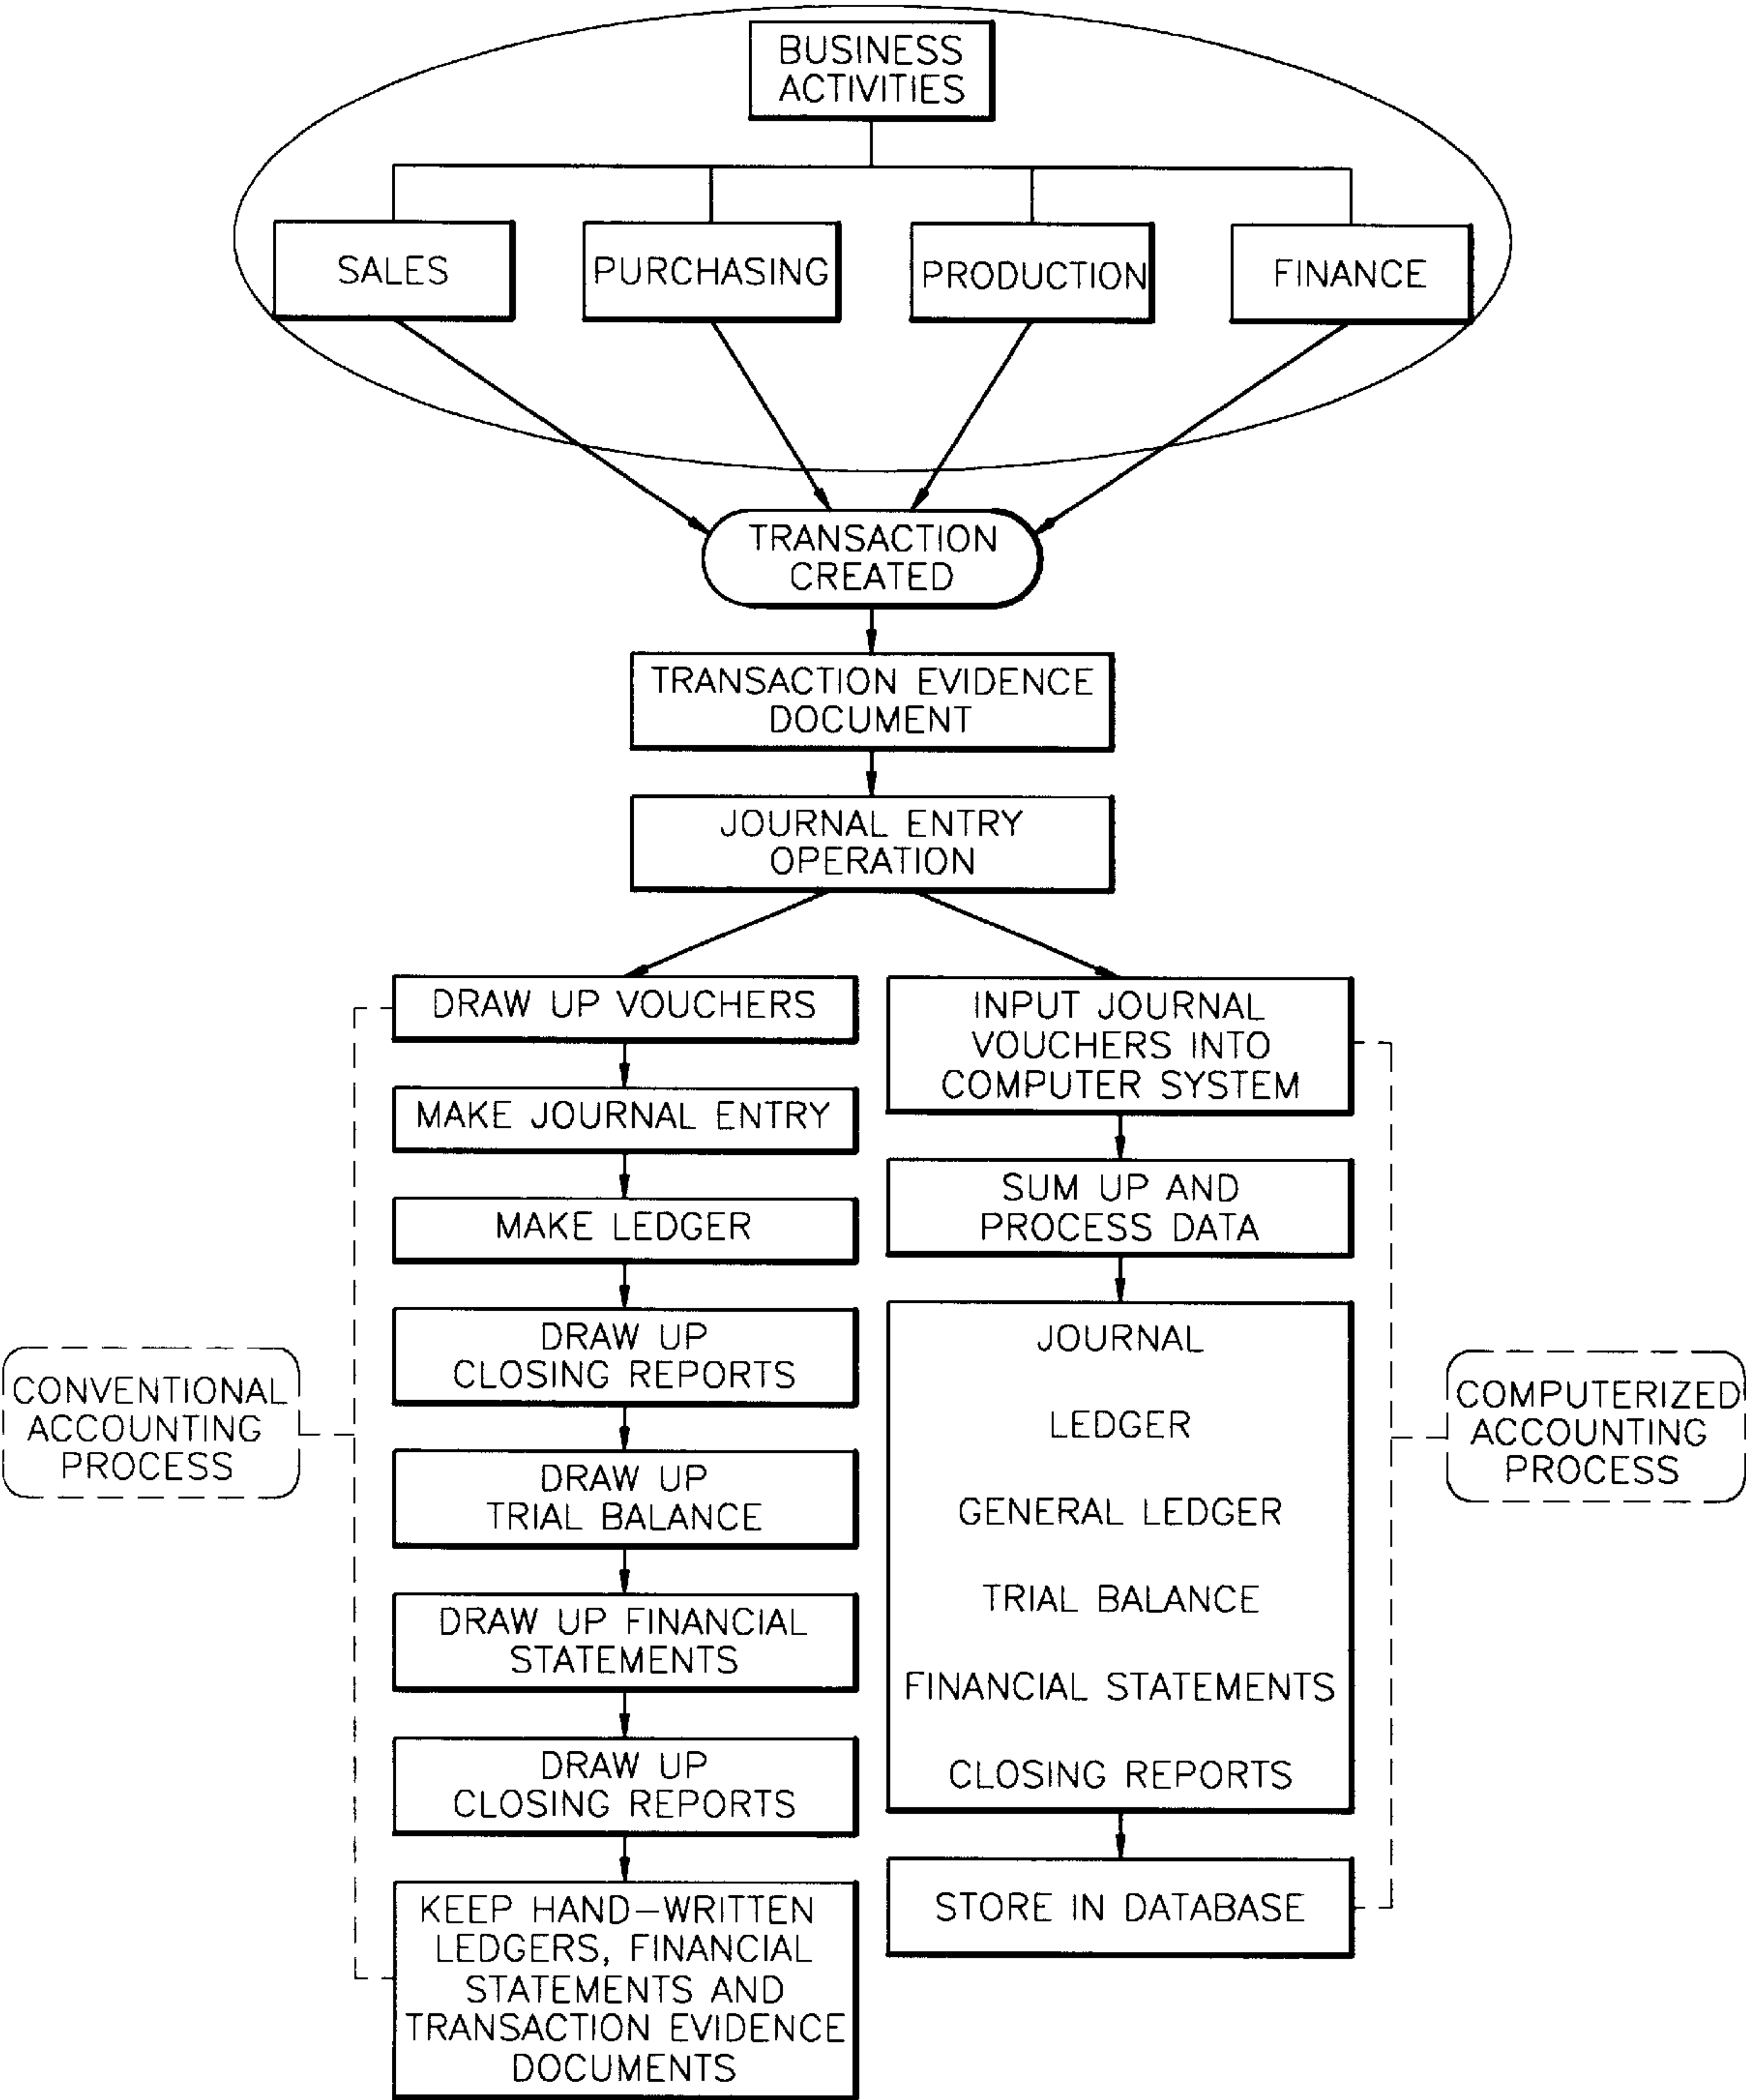 BUSINESS
ACTIVITIES
SALES
PURCHASING
PRODUCTION
FINANCE
TRANSACTION
CREATED
TRANSACTION EVIDENCE
DOCUMENT
JOURNAL ENTRY
OPERATION
DRAW UP VOUCHERS
MAKE JOURNAL ENTRY
MAKE LEDGER
DRAW UP
CLOSING REPORTS
DRAW UP
TRIAL BALANCE
DRAW UP FINANCIAL
STATEMENTS
DRAW UP
CLOSING REPORTS
KEEP HAND–WRITTEN
LEDGERS, FINANCIAL
STATEMENTS AND
TRANSACTION EVIDENCE
DOCUMENTS
CONVENTIONAL
ACCOUNTING
PROCESS
INPUT JOURNAL
VOUCHERS INTO
COMPUTER SYSTEM
SUM UP AND
PROCESS DATA
JOURNAL
LEDGER
GENERAL LEDGER
TRIAL BALANCE
FINANCIAL STATEMENTS
CLOSING REPORTS
STORE IN DATABASE
COMPUTERIZED
ACCOUNTING
PROCESS